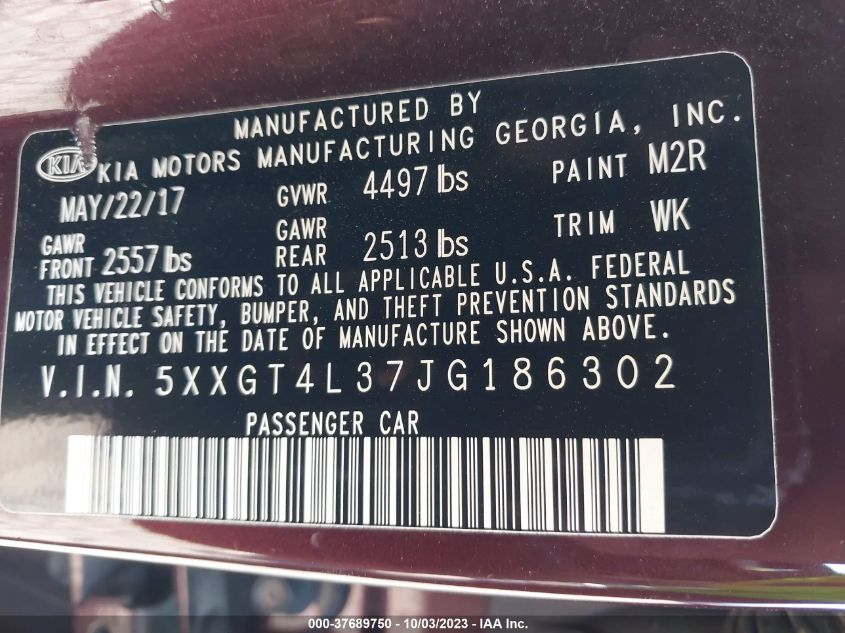 MANUFACTURED BY
KIA KIA MOTORS MANUFACTURING GEORGIA, INC.
MAY/22/17 GVWR 4497 lbs PAINT M2R
GAWR FRONT 2557 lbs GAWR REAR 2513 lbs TRIM WK
THIS VEHICLE CONFORMS TO ALL APPLICABLE U.S.A. FEDERAL
MOTOR VEHICLE SAFETY, BUMPER, AND THEFT PREVENTION STANDARDS
IN EFFECT ON THE DATE OF MANUFACTURE SHOWN ABOVE.
V.I.N. 5XXGT4L37JG186302
PASSENGER CAR
000-37689750 - 10/03/2023 - © IAA Inc.